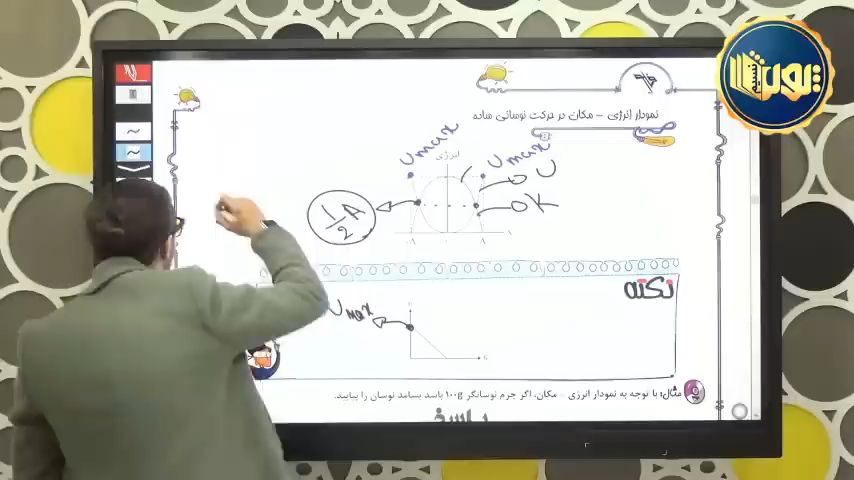 نمودار انرژی – مکان در حرکت نوسانی ساده
Umax
انرژی
Umax
U
K
1/2 A
-A
A
نکته
Umax
مثال: با توجه به نمودار انرژی – مکان، اگر جرم نوسانگر ۱۰۰g باشد بسامد نوسان را بیابید.
پاسخ